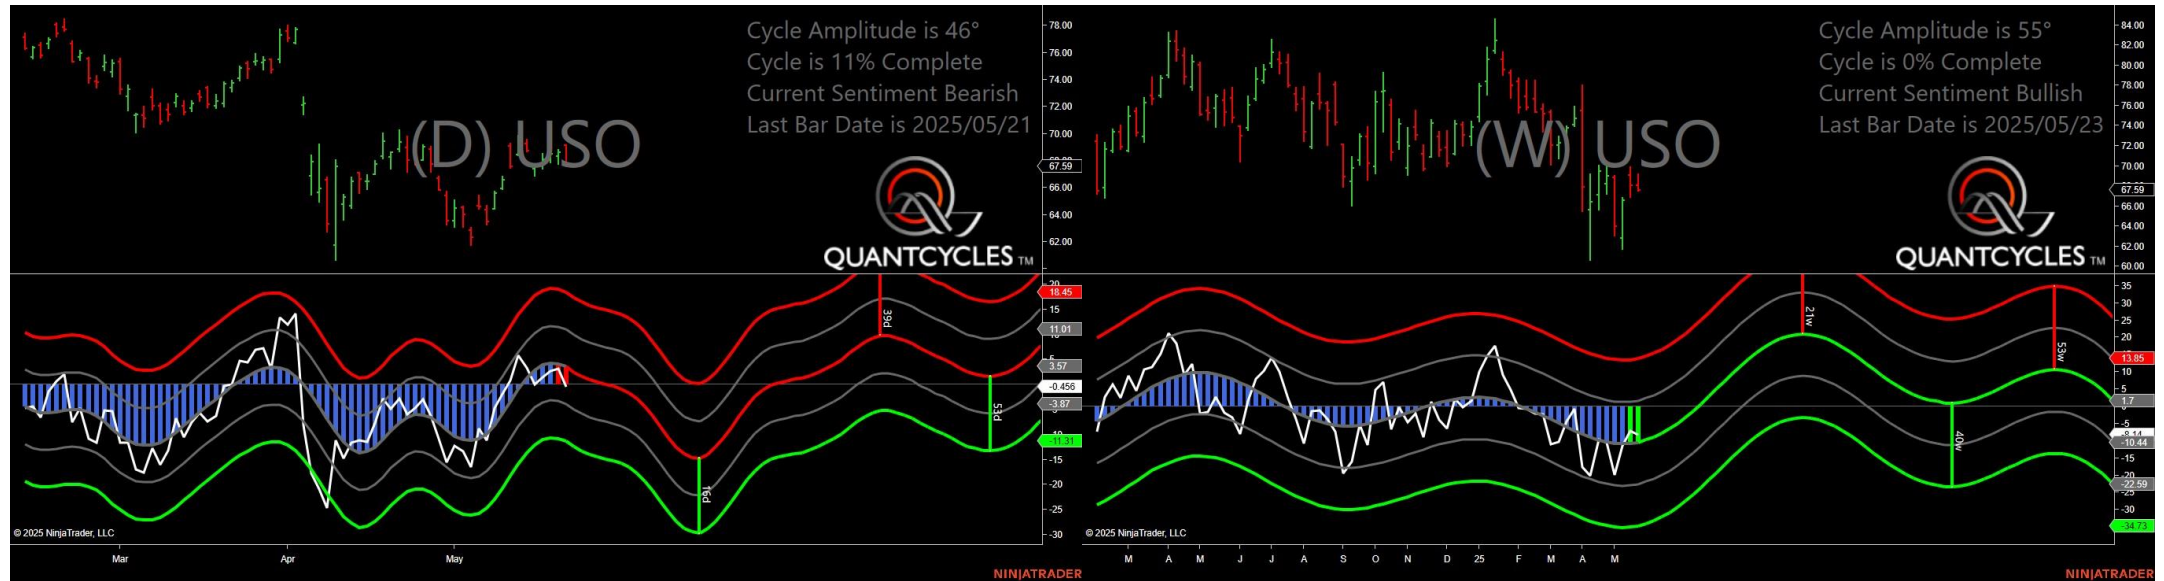 Cycle Amplitude is 46°
Cycle is 11% Complete
Current Sentiment Bearish
Last Bar Date is 2025/05/21
(D) USO
QUANTCYCLES TM
78.00
76.00
74.00
72.00
70.00
67.59
66.00
64.00
62.00
20
18.45
15
11.01
3.57
-0.456
-3.87
-11.31
-15
-20
-25
-30
39d
53d
16d
© 2025 NinjaTrader, LLC
Mar
Apr
May
NINJATRADER
Cycle Amplitude is 55°
Cycle is 0% Complete
Current Sentiment Bullish
Last Bar Date is 2025/05/23
(W) USO
QUANTCYCLES TM
84.00
82.00
80.00
78.00
76.00
74.00
72.00
70.00
67.59
66.00
64.00
62.00
60.00
35
30
25
20
13.85
10
5
1.7
-5
-10.44
-15
-20
-22.59
-25
-30
-34.73
21w
53w
40w
© 2025 NinjaTrader, LLC
M
A
M
J
J
A
S
O
N
D
25
F
M
A
M
NINJATRADER